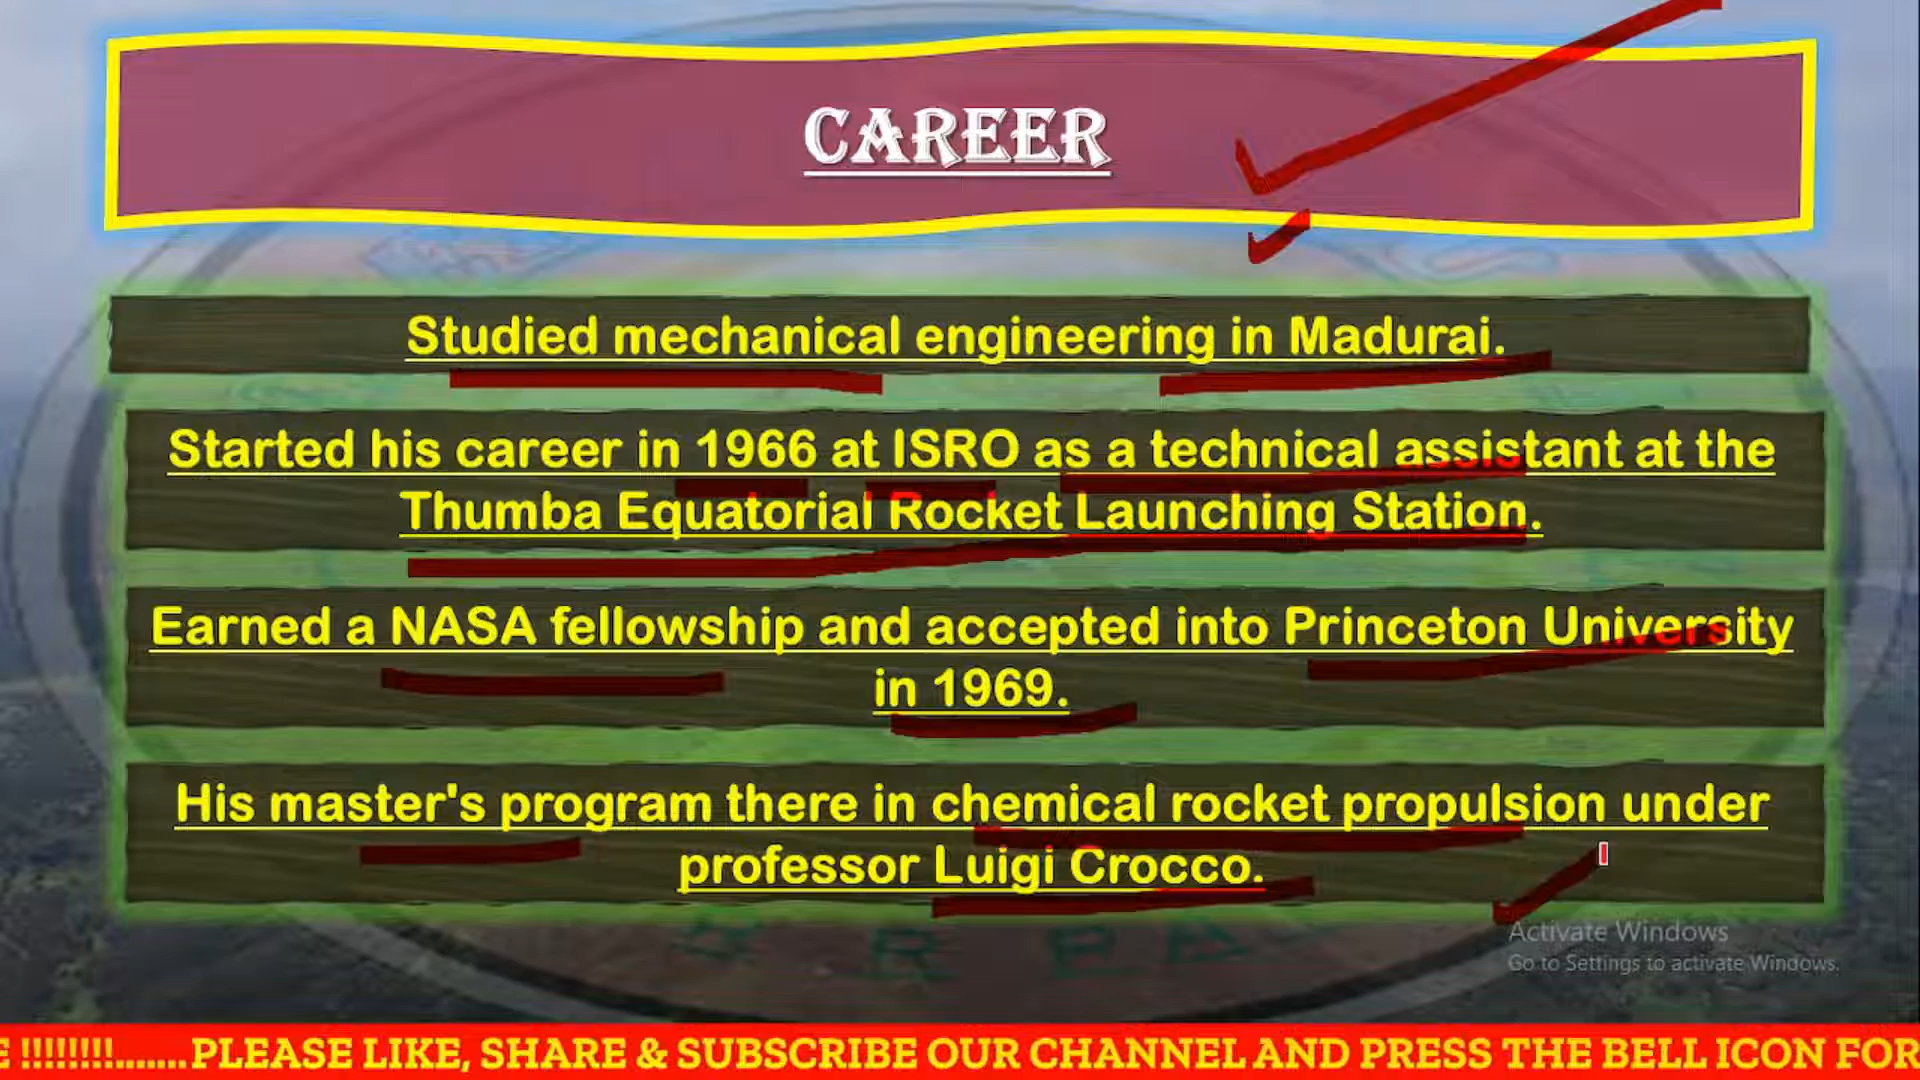 CAREER
Studied mechanical engineering in Madurai.
Started his career in 1966 at ISRO as a technical assistant at the
Thumba Equatorial Rocket Launching Station.
Earned a NASA fellowship and accepted into Princeton University
in 1969.
His master's program there in chemical rocket propulsion under
professor Luigi Crocco.
Activate Windows
Go to Settings to activate Windows.
E !!!!!!!!.......PLEASE LIKE, SHARE & SUBSCRIBE OUR CHANNEL AND PRESS THE BELL ICON FOR